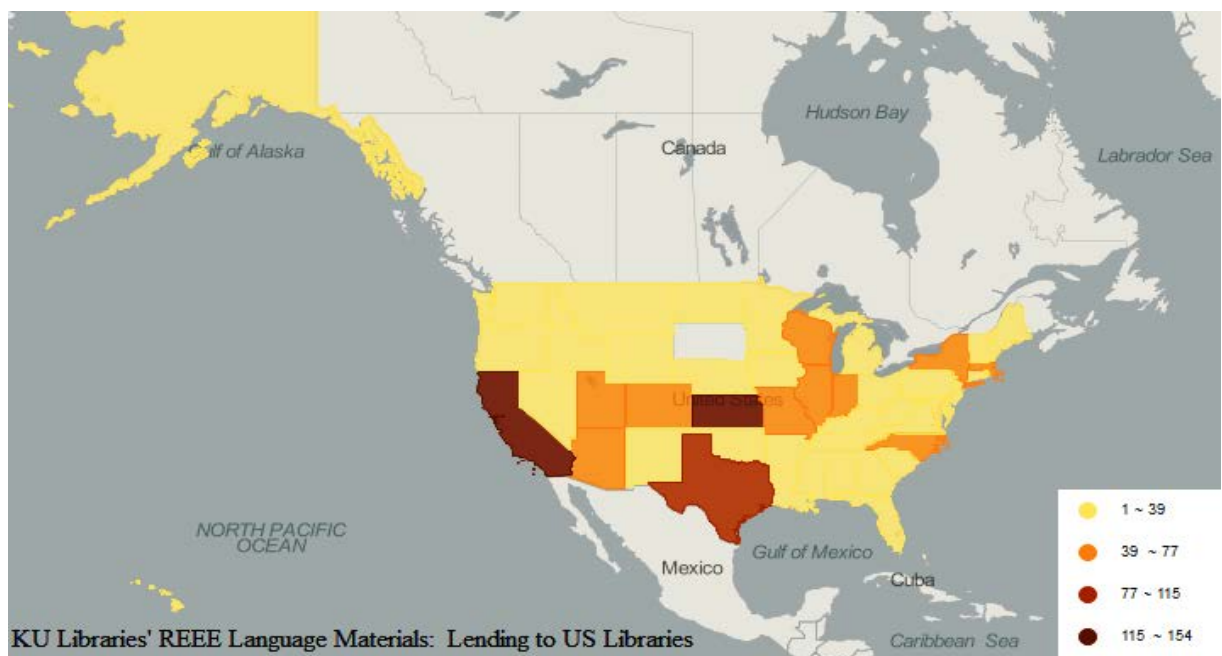 Hudson Bay
Canada
Gulf of Alaska
Labrador Sea
United States
NORTH PACIFIC
OCEAN
Gulf of Mexico
Mexico
Cuba
Caribbean Sea
1 ~ 39
39 ~ 77
77 ~ 115
115 ~ 154
KU Libraries' REEE Language Materials: Lending to US Libraries